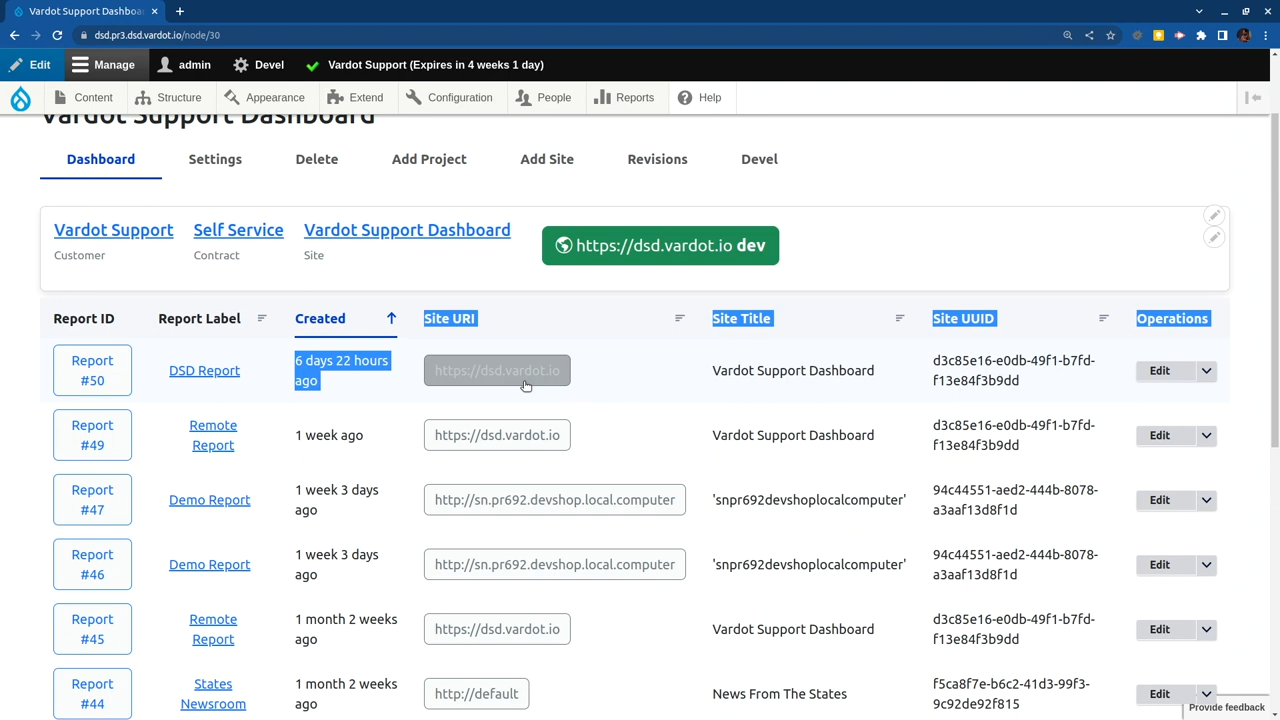 Vardot Support Dashboa
dsd.pr3.dsd.vardot.io/node/30
Edit Manage admin Devel Vardot Support (Expires in 4 weeks 1 day)
Content Structure Appearance Extend Configuration People Reports Help
Vardot Support Dashboard
Dashboard Settings Delete Add Project Add Site Revisions Devel
Vardot Support Self Service Vardot Support Dashboard https://dsd.vardot.io dev
Customer Contract Site
Report ID Report Label Created Site URI Site Title Site UUID Operations
Report #50
DSD Report
6 days 22 hours ago
https://dsd.vardot.io
Vardot Support Dashboard
d3c85e16-e0db-49f1-b7fd-
f13e84f3b9dd
Edit
Report #49
Remote Report
1 week ago
https://dsd.vardot.io
Vardot Support Dashboard
d3c85e16-e0db-49f1-b7fd-
f13e84f3b9dd
Edit
Report #47
Demo Report
1 week 3 days ago
http://sn.pr692.devshop.local.computer
'snpr692devshoplocalcomputer'
94c44551-aed2-444b-8078-
a3aaf13d8f1d
Edit
Report #46
Demo Report
1 week 3 days ago
http://sn.pr692.devshop.local.computer
'snpr692devshoplocalcomputer'
94c44551-aed2-444b-8078-
a3aaf13d8f1d
Edit
Report #45
Remote Report
1 month 2 weeks ago
https://dsd.vardot.io
Vardot Support Dashboard
d3c85e16-e0db-49f1-b7fd-
f13e84f3b9dd
Edit
Report #44
States Newsroom
1 month 2 weeks ago
http://default
News From The States
f5ca8f7e-b6c2-41d3-99f3-
9c92de92f815
Edit
Provide feedback